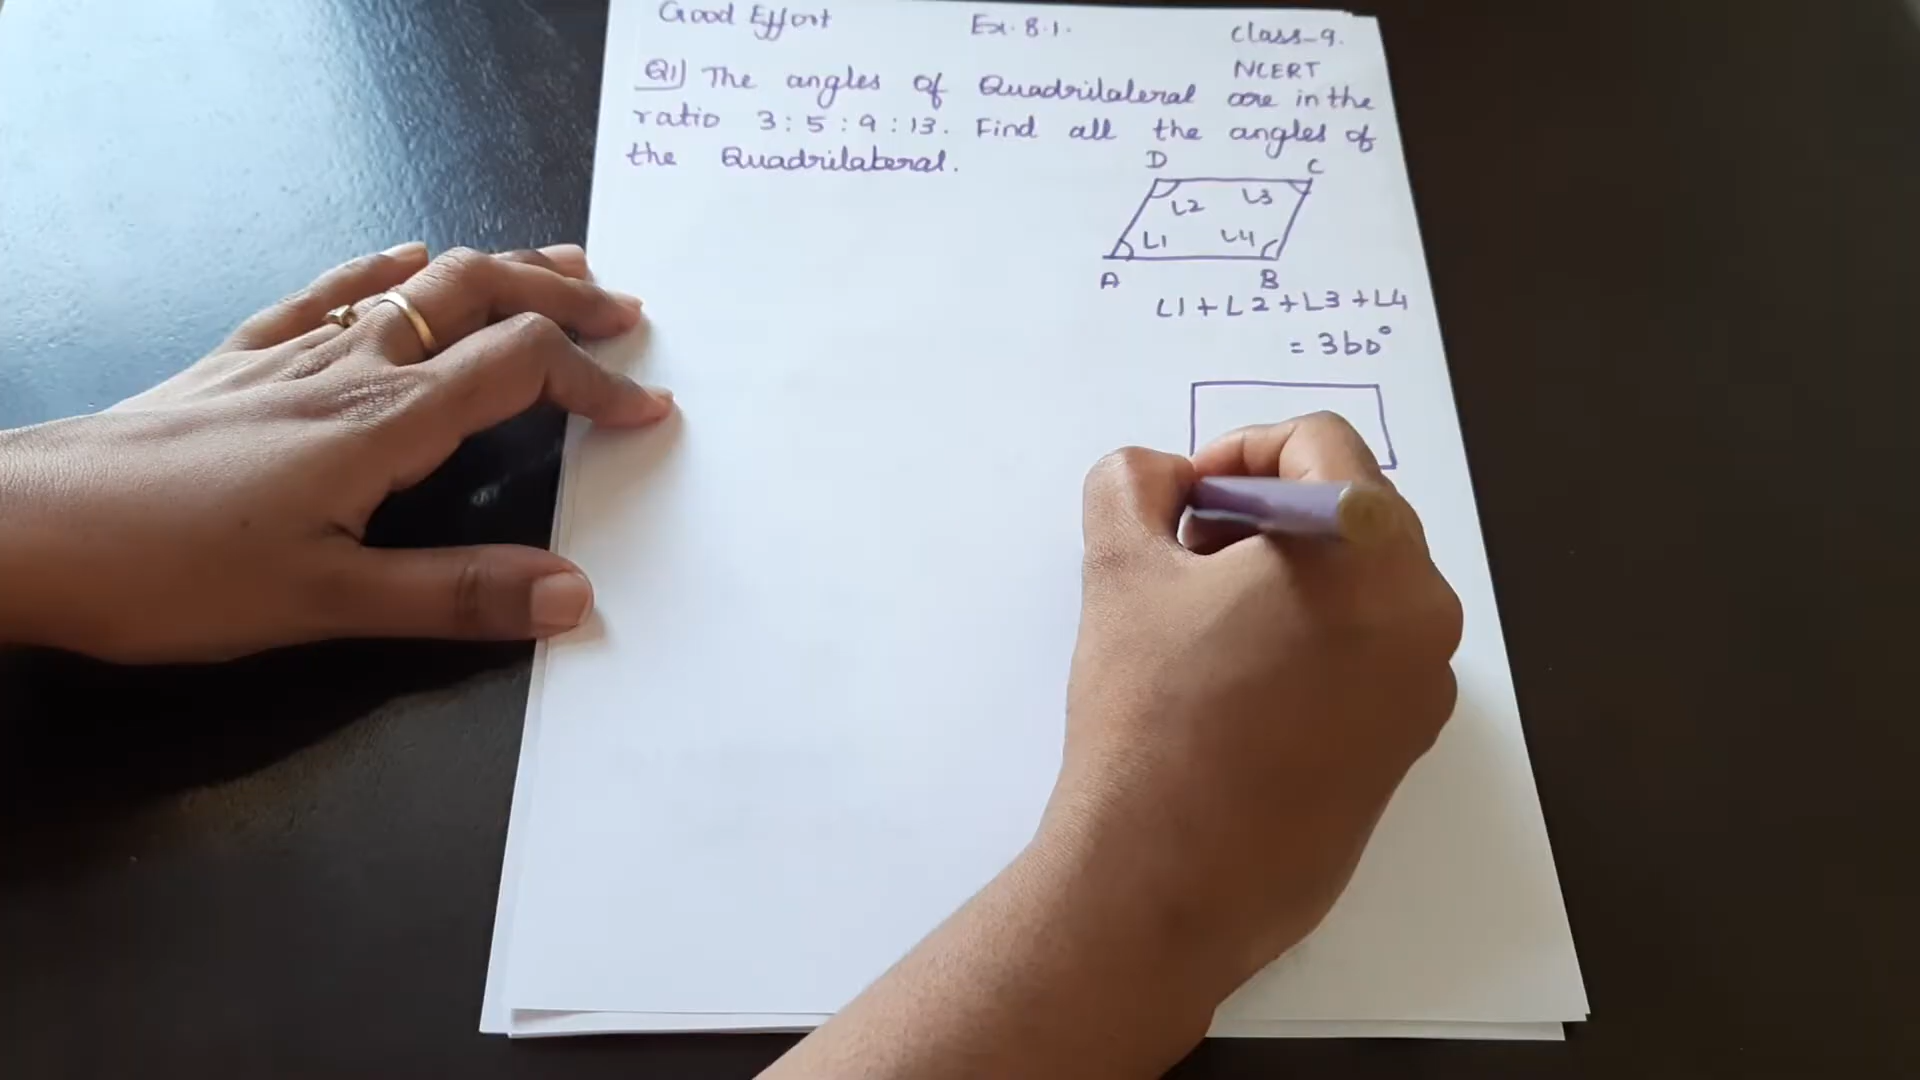 Good Effort Ex. 8.1. Class-9.
NCERT
Q1) The angles of Quadrilateral are in the
ratio 3 : 5 : 9 : 13. Find all the angles of
the Quadrilateral.
D C
∠2 ∠3
∠1 ∠4
A B
∠1 + ∠2 + ∠3 + ∠4
= 360°